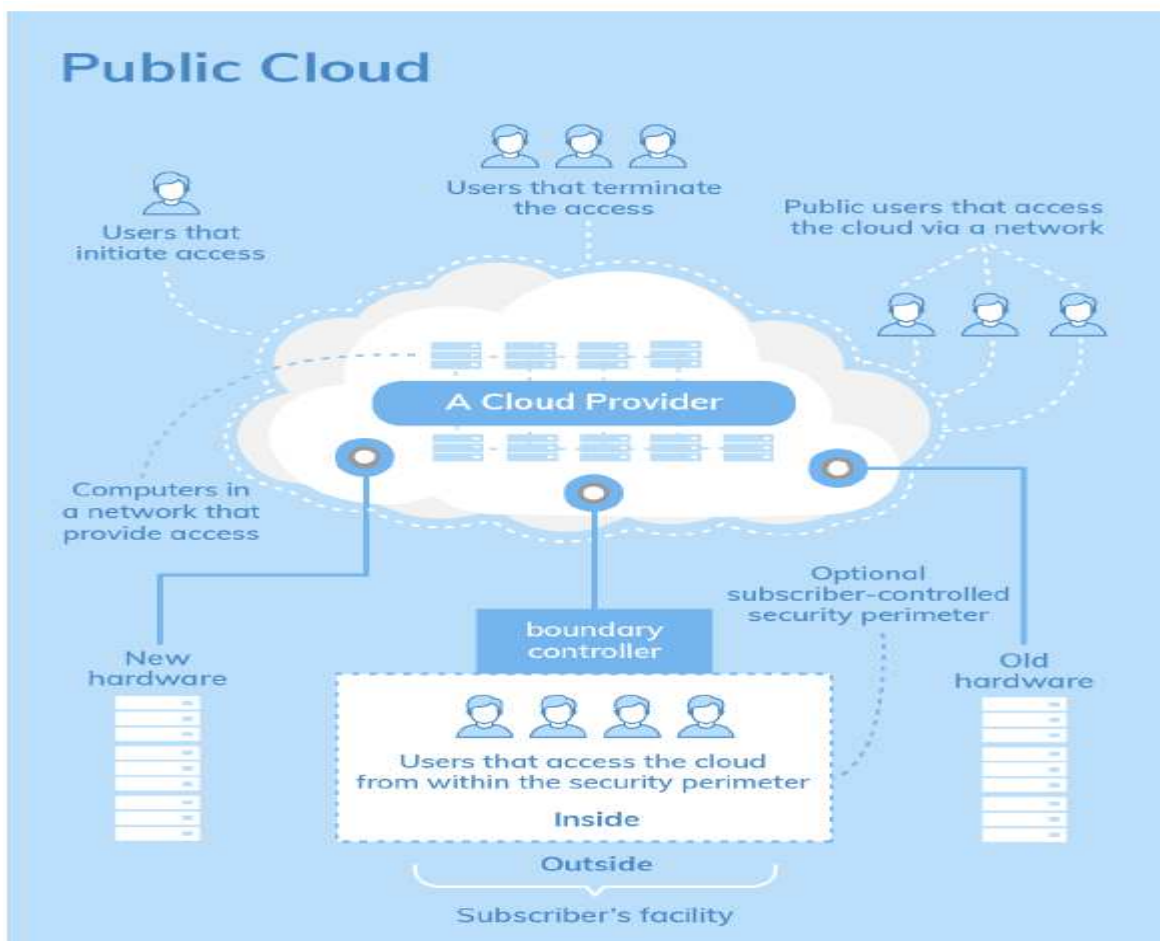 Public Cloud
Users that terminate
the access
Users that
initiate access
Public users that access
the cloud via a network
A Cloud Provider
Computers in
a network that
provide access
Optional
subscriber-controlled
security perimeter
boundary
controller
New
hardware
Old
hardware
Users that access the cloud
from within the security perimeter
Inside
Outside
Subscriber's facility